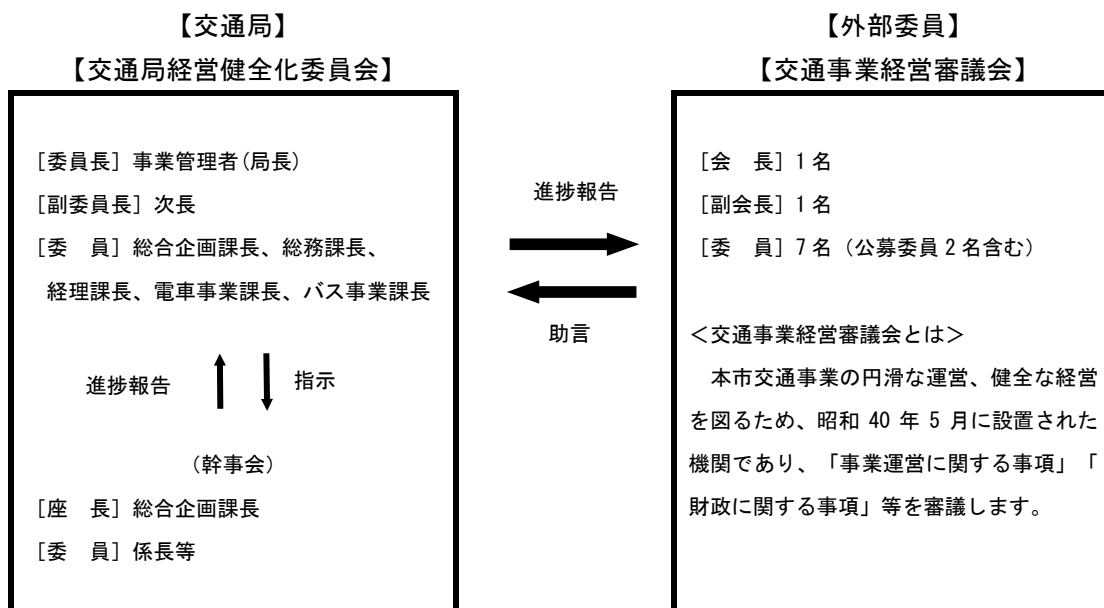 【交通局】
【交通局経営健全化委員会】
[委員長] 事業管理者(局長)
[副委員長] 次長
[委　員] 総合企画課長、総務課長、
経理課長、電車事業課長、バス事業課長
進捗報告
指示
(幹事会)
[座　長] 総合企画課長
[委　員] 係長等
進捗報告
助言
【外部委員】
【交通事業経営審議会】
[会　長] 1名
[副会長] 1名
[委　員] 7名（公募委員2名含む）
＜交通事業経営審議会とは＞
　本市交通事業の円滑な運営、健全な経営
を図るため、昭和 40 年 5 月に設置された
機関であり、「事業運営に関する事項」「
財政に関する事項」等を審議します。